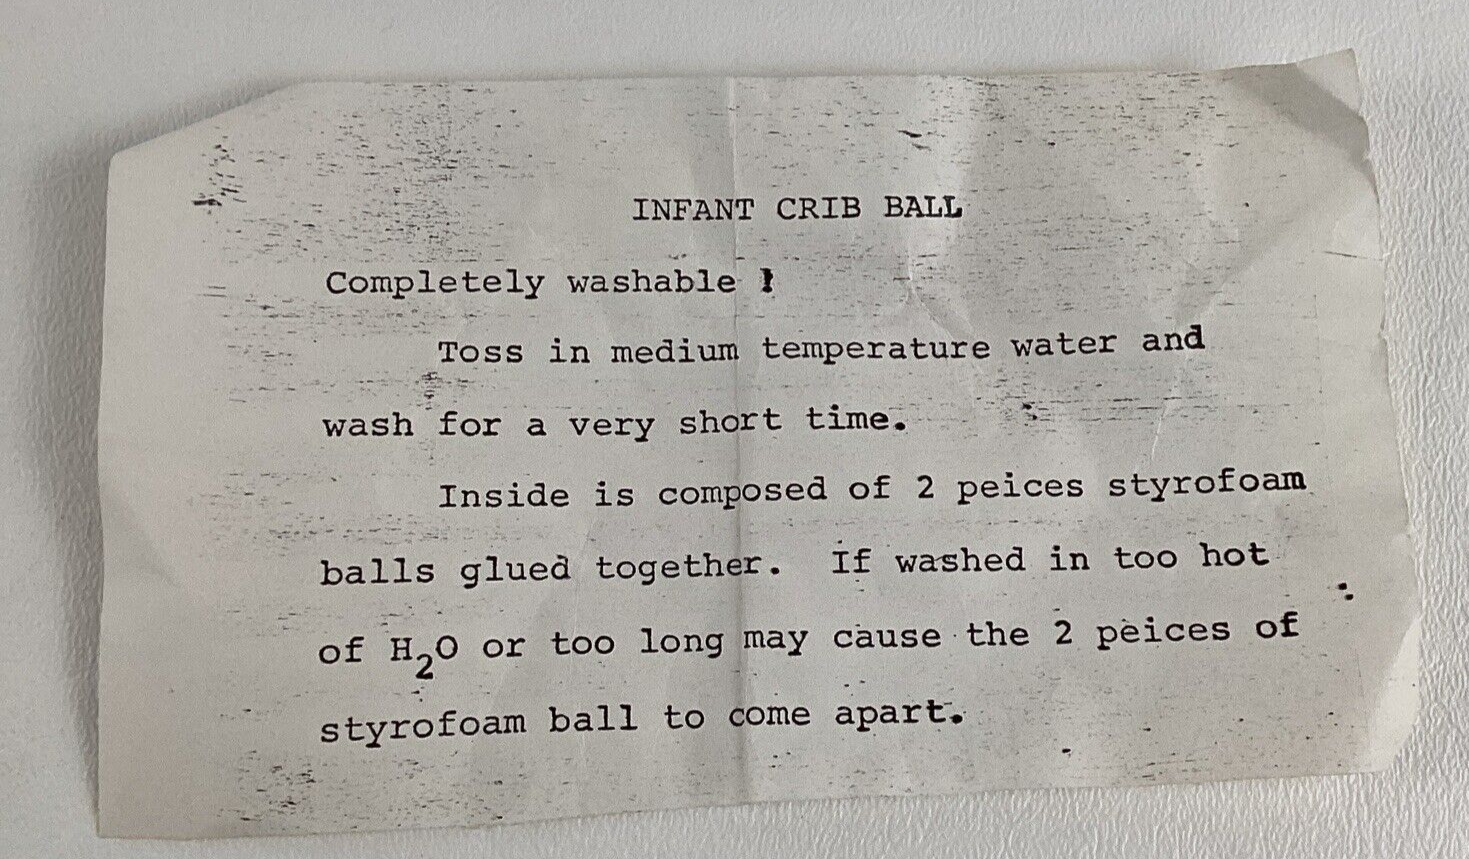 INFANT CRIB BALL
Completely washable !
Toss in medium temperature water and
wash for a very short time.
Inside is composed of 2 peices styrofoam
balls glued together. If washed in too hot
of H₂O or too long may cause the 2 peices of
styrofoam ball to come apart.